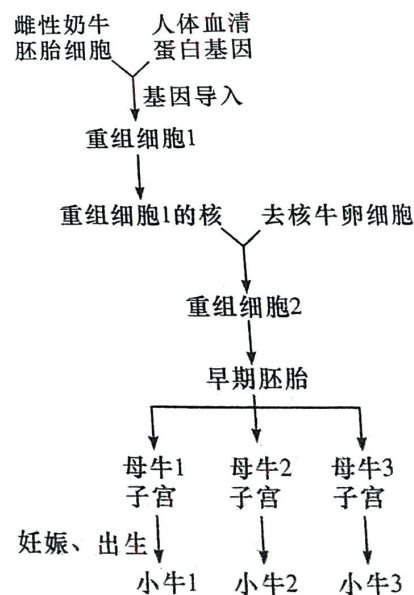 雌性奶牛 人体血清
胚胎细胞 蛋白基因
基因导入
重组细胞1
重组细胞1的核 去核牛卵细胞
重组细胞2
早期胚胎
母牛1 母牛2 母牛3
子宫 子宫 子宫
妊娠、出生
小牛1 小牛2 小牛3